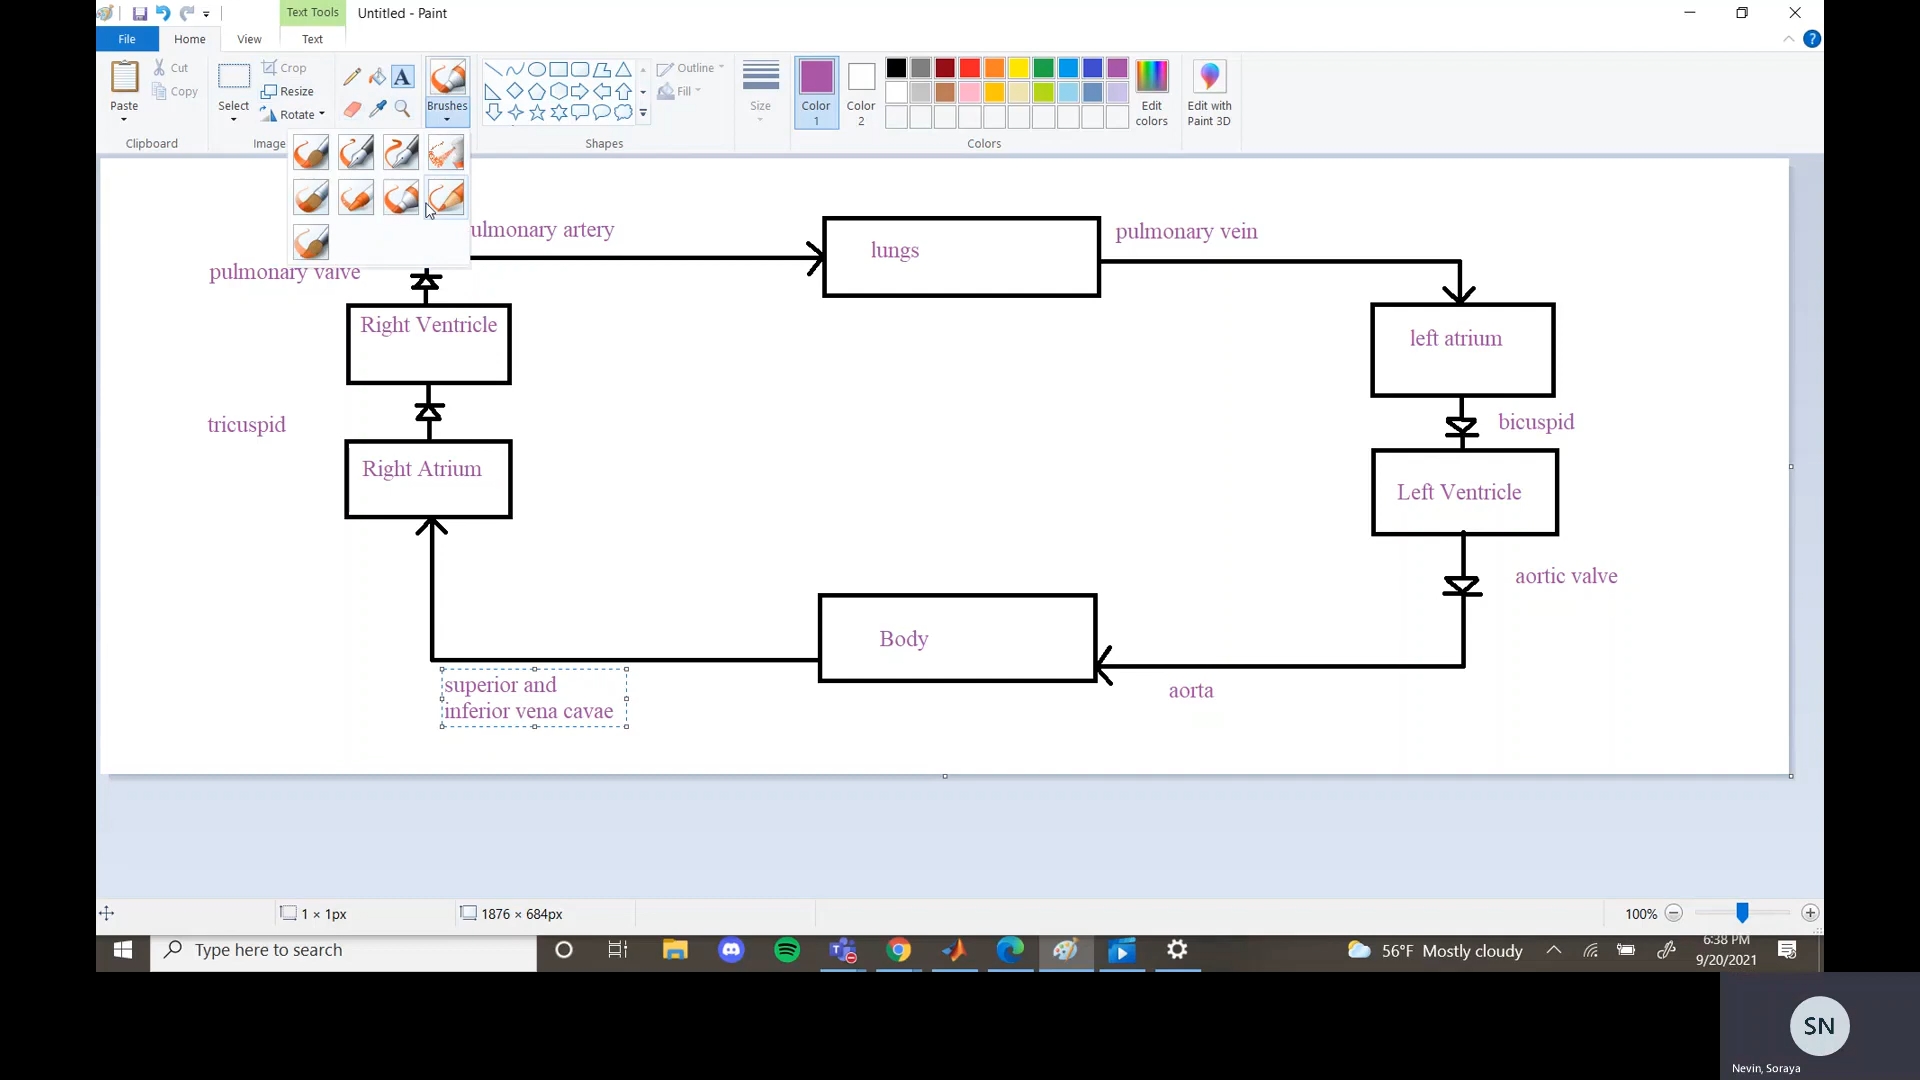 Text Tools
Untitled - Paint
File
Home
View
Text
Cut
Copy
Paste
Clipboard
Crop
Resize
Rotate
Select
Image
A
Brushes
Outline
Fill
Shapes
Size
Color
1
Color
2
Edit
colors
Edit with
Paint 3D
Colors
ulmonary artery
pulmonary valve
lungs
pulmonary vein
Right Ventricle
left atrium
tricuspid
bicuspid
Right Atrium
Left Ventricle
aortic valve
Body
superior and
inferior vena cavae
aorta
1 × 1px
1876 × 684px
100%
Type here to search
56°F Mostly cloudy
6:38 PM
9/20/2021
SN
Nevin, Soraya